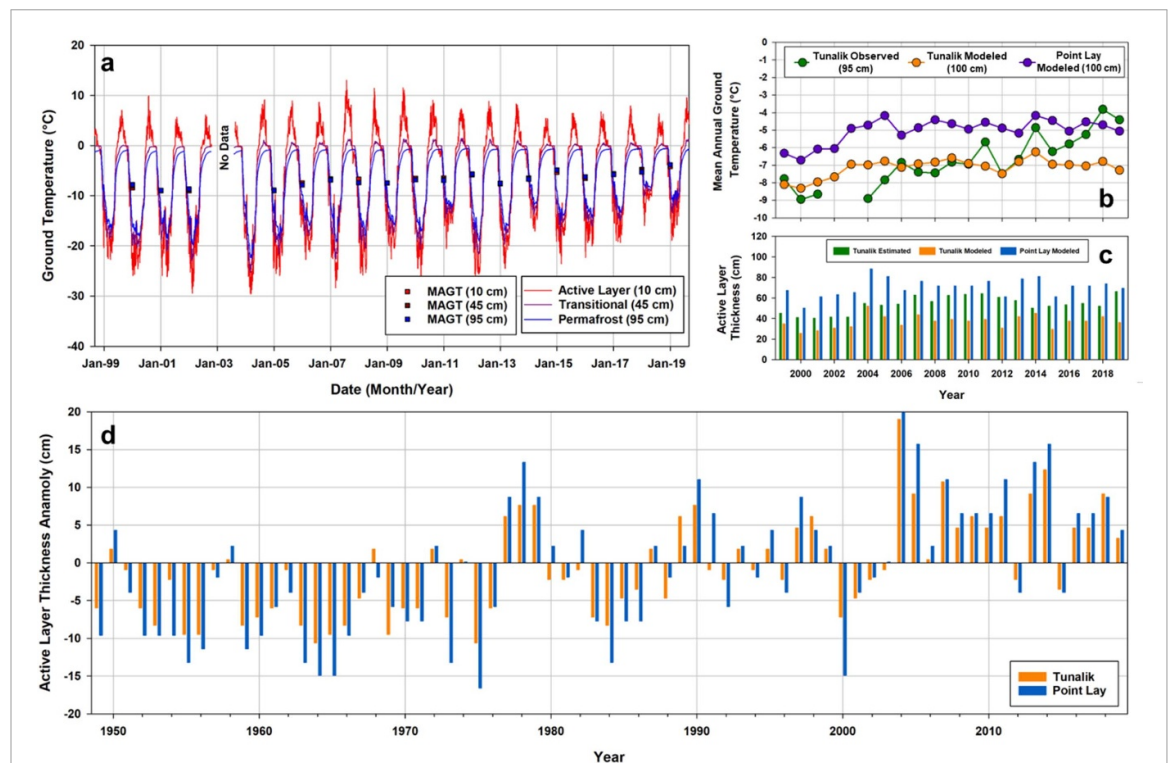 a
Ground Temperature (°C)
20
10
0
-10
-20
-30
-40
No Data
MAGT (10 cm)
MAGT (45 cm)
MAGT (95 cm)
Active Layer (10 cm)
Transitional (45 cm)
Permafrost (95 cm)
Jan-99 Jan-01 Jan-03 Jan-05 Jan-07 Jan-09 Jan-11 Jan-13 Jan-15 Jan-17 Jan-19
Date (Month/Year)
Mean Annual Ground
Temperature (°C)
0
-1
-2
-3
-4
-5
-6
-7
-8
-9
-10
Tunalik Observed
(95 cm)
Tunalik Modeled
(100 cm)
Point Lay
Modeled (100 cm)
b
Active Layer
Thickness (cm)
120
100
80
60
40
20
0
Tunalik Estimated
Tunalik Modeled
Point Lay Modeled
c
2000 2002 2004 2006 2008 2010 2012 2014 2016 2018
Year
d
Active Layer Thickness Anamoly (cm)
20
15
10
5
0
-5
-10
-15
-20
Tunalik
Point Lay
1950 1960 1970 1980 1990 2000 2010
Year